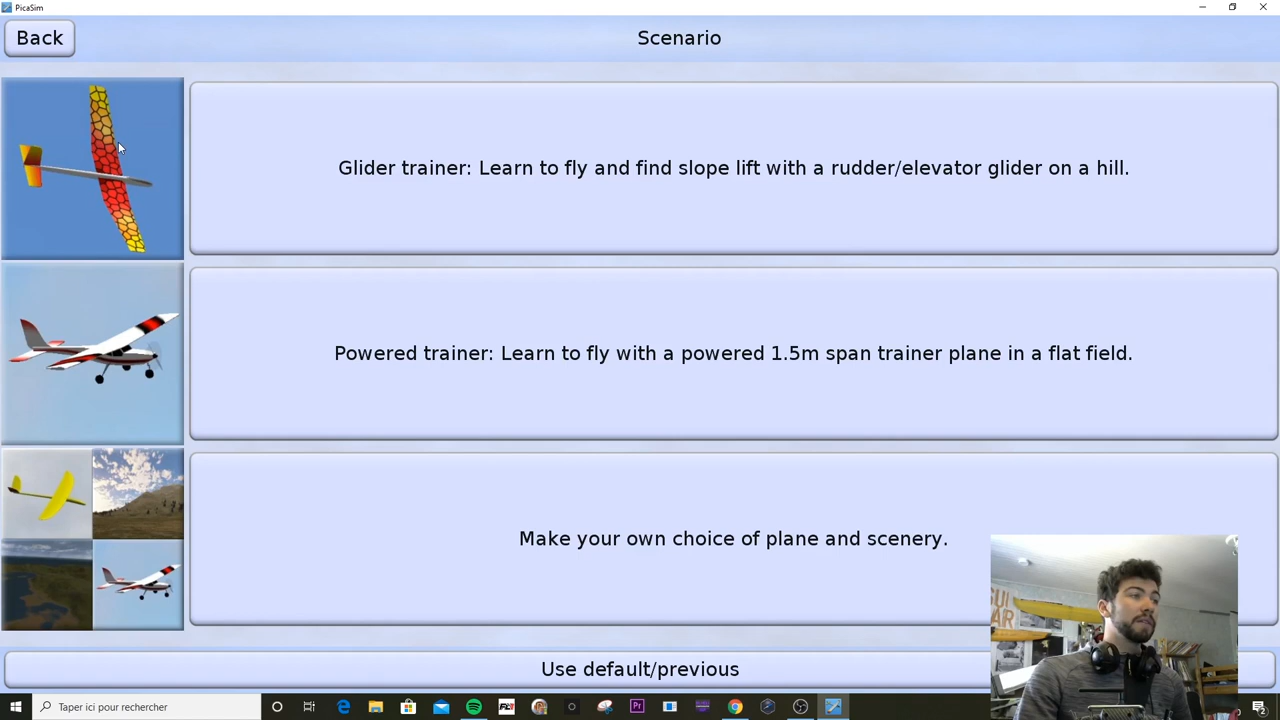 PicaSim
Back
Scenario
Glider trainer: Learn to fly and find slope lift with a rudder/elevator glider on a hill.
Powered trainer: Learn to fly with a powered 1.5m span trainer plane in a flat field.
Make your own choice of plane and scenery.
Use default/previous
Taper ici pour rechercher